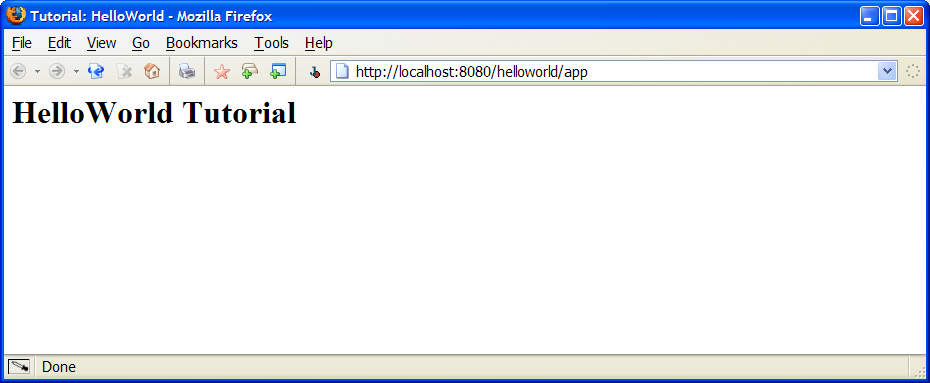 Tutorial: HelloWorld - Mozilla Firefox
File Edit View Go Bookmarks Tools Help
http://localhost:8080/helloworld/app
HelloWorld Tutorial
Done